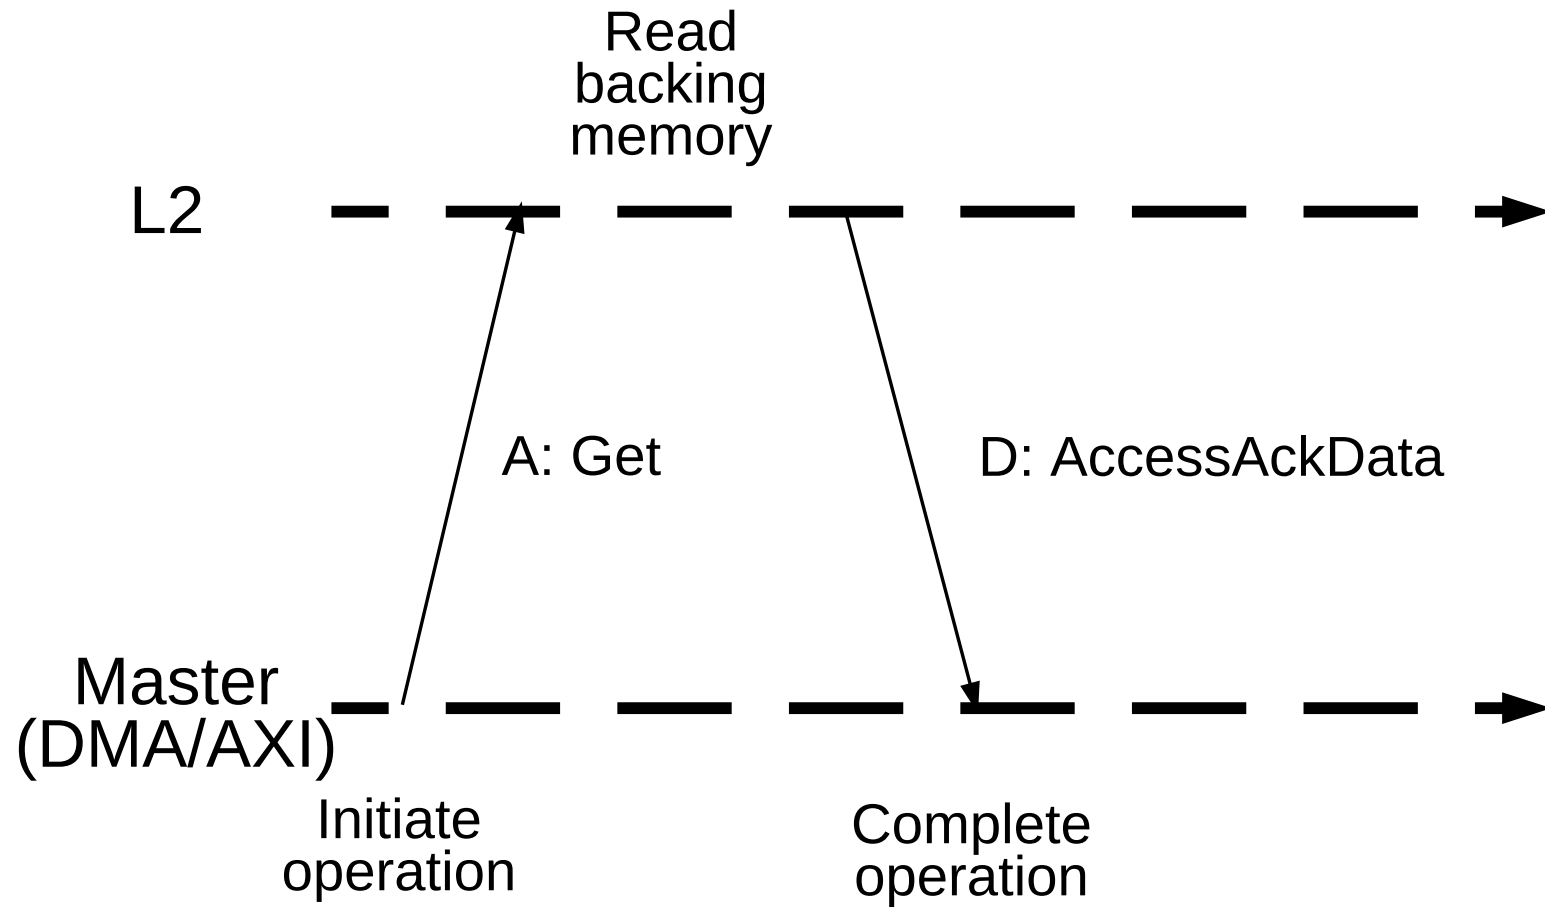 Read
backing
memory
L2
A: Get
D: AccessAckData
Master
(DMA/AXI)
Initiate
operation
Complete
operation